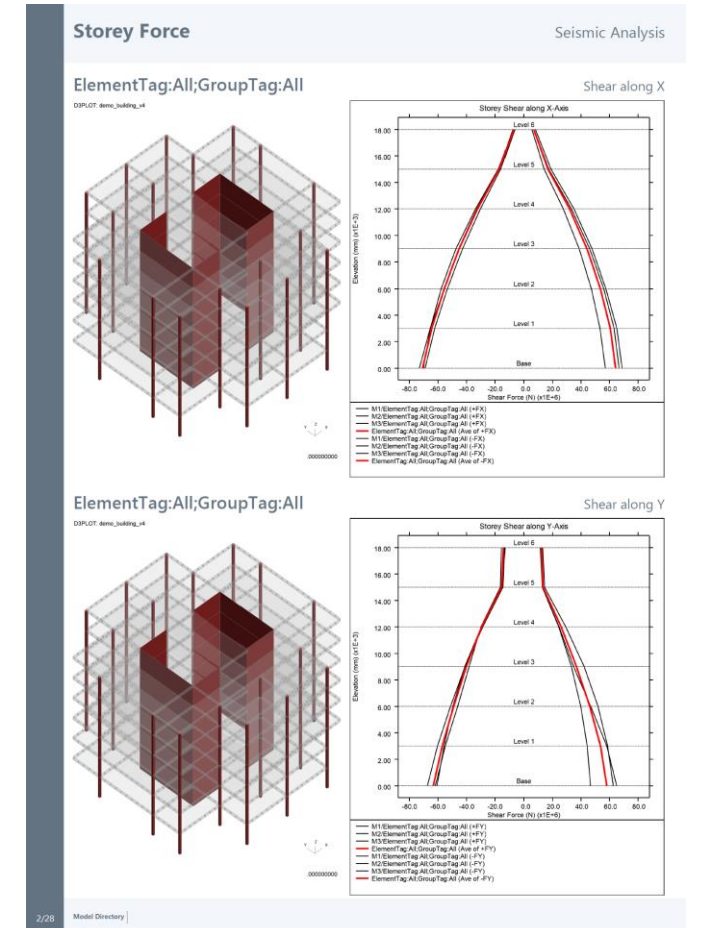 Storey Force
Seismic Analysis
ElementTag:All;GroupTag:All
Shear along X
D3PLOT: demo_building_v4
Storey Shear along X-Axis
Level 6
Level 5
Level 4
Level 3
Level 2
Level 1
Base
18.00
16.00
14.00
12.00
10.00
8.00
6.00
4.00
2.00
0.00
Elevation (mm) (x1E+3)
-80.0 -60.0 -40.0 -20.0 0.0 20.0 40.0 60.0 80.0
Shear Force (N) (x1E+6)
M1/ElementTag:All;GroupTag:All (+FX)
M2/ElementTag:All;GroupTag:All (+FX)
M3/ElementTag:All;GroupTag:All (+FX)
ElementTag:All;GroupTag:All (Ave of +FX)
M1/ElementTag:All;GroupTag:All (-FX)
M2/ElementTag:All;GroupTag:All (-FX)
M3/ElementTag:All;GroupTag:All (-FX)
ElementTag:All;GroupTag:All (Ave of -FX)
Y Z X
.000000000
ElementTag:All;GroupTag:All
Shear along Y
D3PLOT: demo_building_v4
Storey Shear along Y-Axis
Level 6
Level 5
Level 4
Level 3
Level 2
Level 1
Base
18.00
16.00
14.00
12.00
10.00
8.00
6.00
4.00
2.00
0.00
Elevation (mm) (x1E+3)
-80.0 -60.0 -40.0 -20.0 0.0 20.0 40.0 60.0 80.0
Shear Force (N) (x1E+6)
M1/ElementTag:All;GroupTag:All (+FY)
M2/ElementTag:All;GroupTag:All (+FY)
M3/ElementTag:All;GroupTag:All (+FY)
ElementTag:All;GroupTag:All (Ave of +FY)
M1/ElementTag:All;GroupTag:All (-FY)
M2/ElementTag:All;GroupTag:All (-FY)
M3/ElementTag:All;GroupTag:All (-FY)
ElementTag:All;GroupTag:All (Ave of -FY)
Y Z X
.000000000
2/28
Model Directory